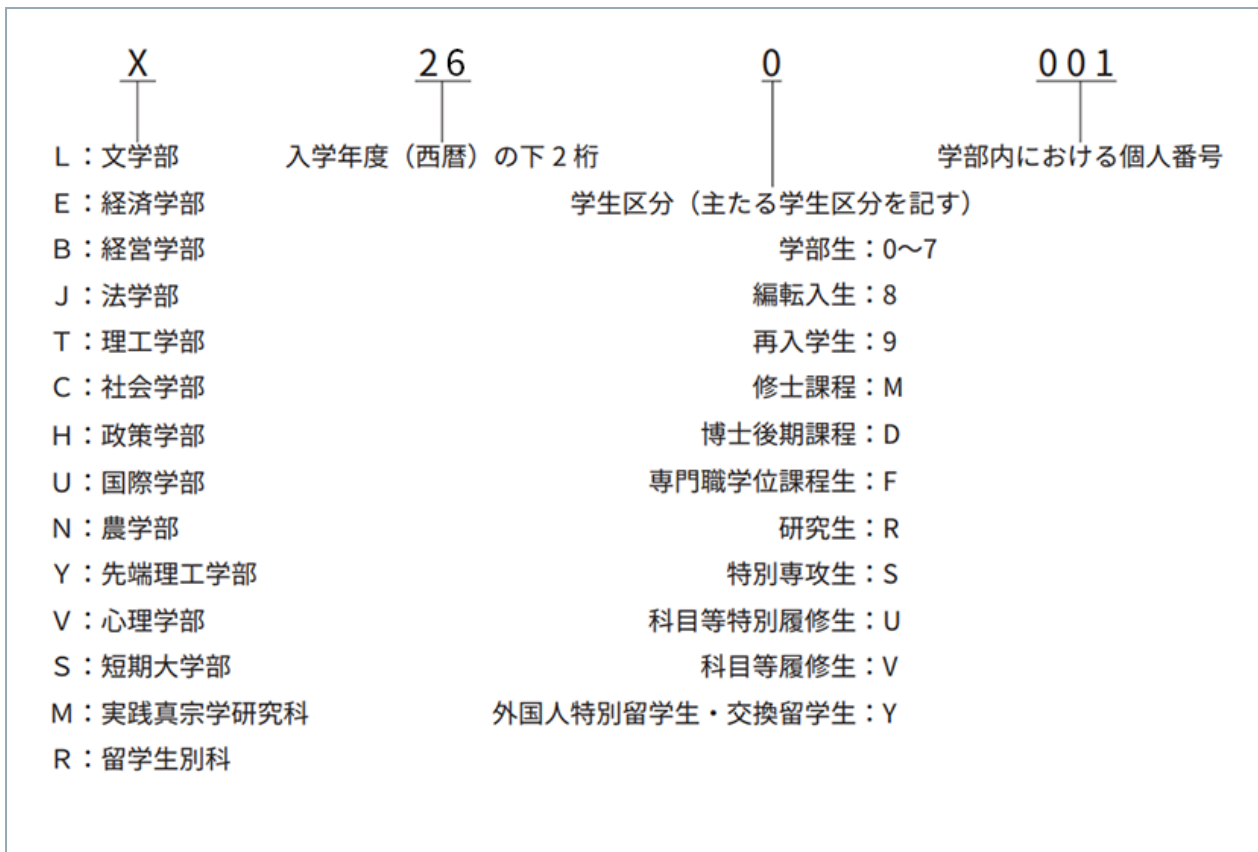 X 26 0 001
L：文学部 入学年度（西暦）の下2桁 学部内における個人番号
E：経済学部 学生区分（主たる学生区分を記す）
B：経営学部 学部生：0～7
J：法学部 編転入生：8
T：理工学部 再入学生：9
C：社会学部 修士課程：M
H：政策学部 博士後期課程：D
U：国際学部 専門職学位課程生：F
N：農学部 研究生：R
Y：先端理工学部 特別専攻生：S
V：心理学部 科目等特別履修生：U
S：短期大学部 科目等履修生：V
M：実践真宗学研究科 外国人特別留学生・交換留学生：Y
R：留学生別科